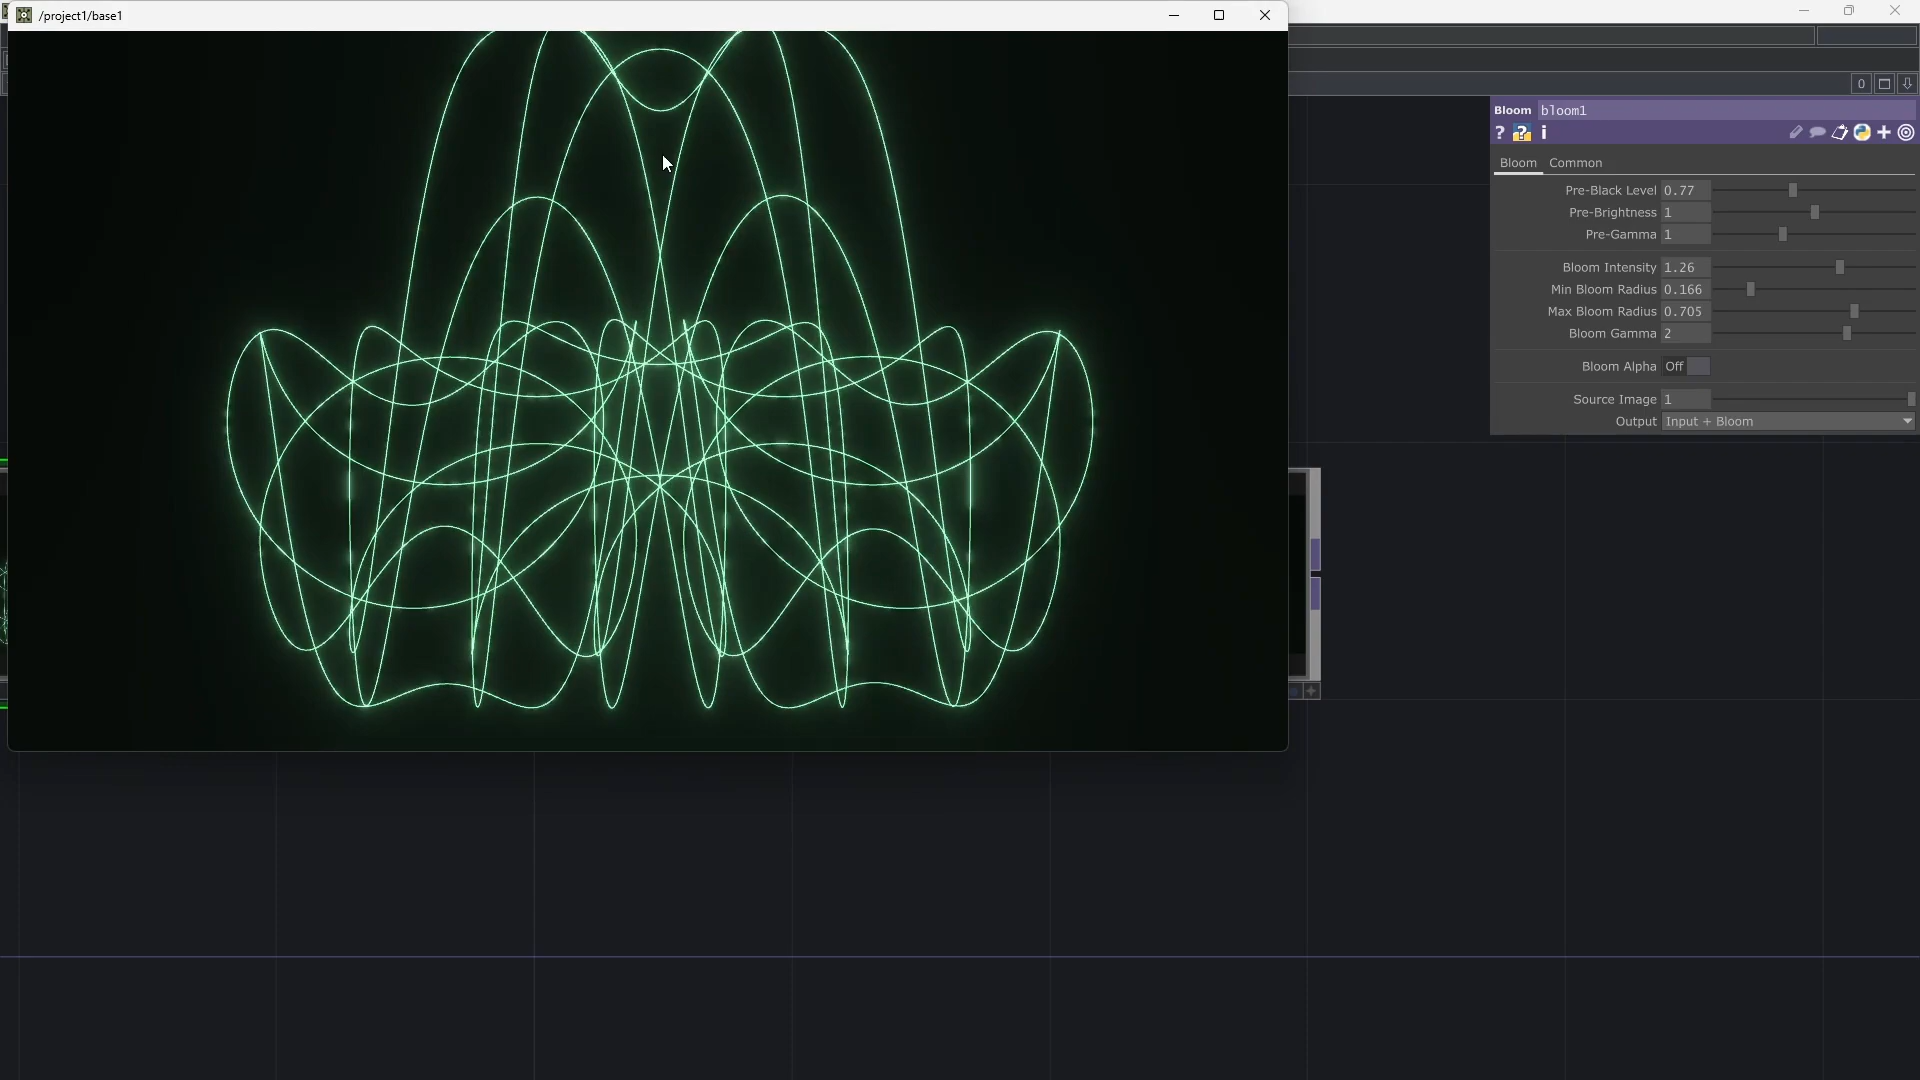 /project1/base1
0
Bloom bloom1
? ? i
Bloom Common
Pre-Black Level 0.77
Pre-Brightness 1
Pre-Gamma 1
Bloom Intensity 1.26
Min Bloom Radius 0.166
Max Bloom Radius 0.705
Bloom Gamma 2
Bloom Alpha Off
Source Image 1
Output Input + Bloom